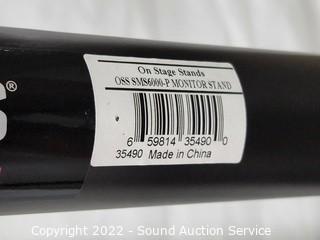 S®
On Stage Stands
OSS SMS6000-P MONITOR STAND
6 59814 35490 0
35490 Made in China
Copyright 2022 - Sound Auction Service